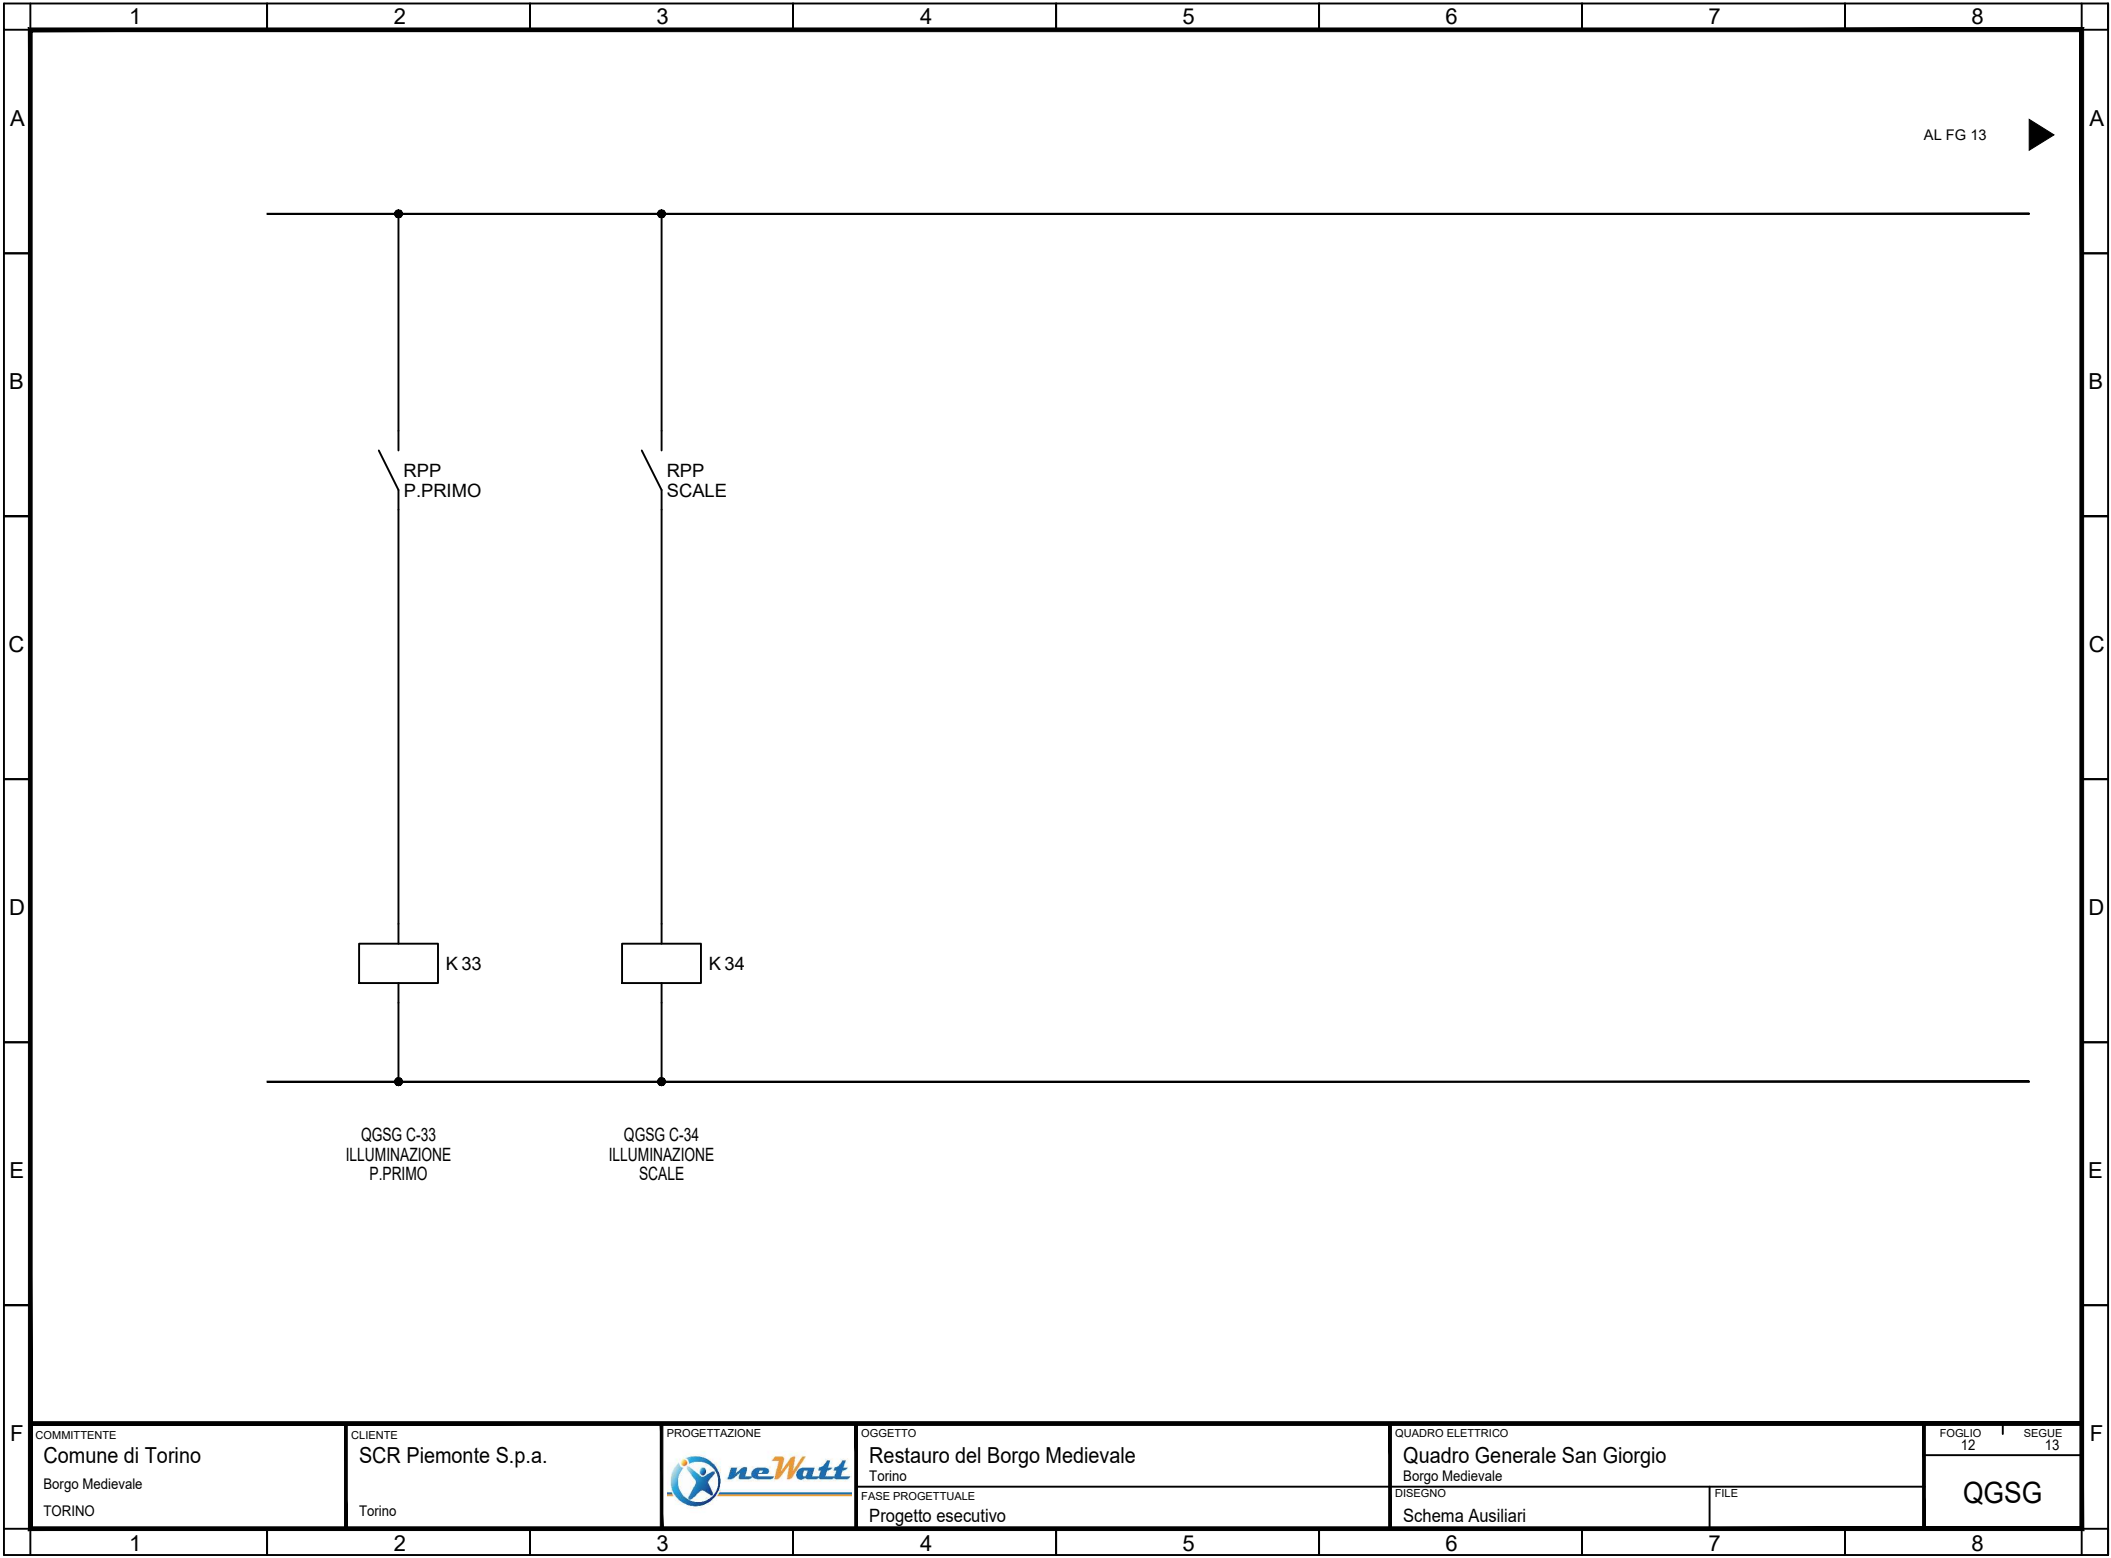 1 2 3 4 5 6 7 8
A A
AL FG 13
B B
RPP
P.PRIMO
RPP
SCALE
C C
D D
K 33
K 34
QGSG C-33
ILLUMINAZIONE
P.PRIMO
QGSG C-34
ILLUMINAZIONE
SCALE
E E
F F
COMMITTENTE
Comune di Torino
Borgo Medievale
TORINO
CLIENTE
SCR Piemonte S.p.a.
Torino
PROGETTAZIONE
neWatt
OGGETTO
Restauro del Borgo Medievale
Torino
FASE PROGETTUALE
Progetto esecutivo
QUADRO ELETTRICO
Quadro Generale San Giorgio
Borgo Medievale
DISEGNO
Schema Ausiliari
FILE
FOGLIO SEGUE
12 13
QGSG
1 2 3 4 5 6 7 8